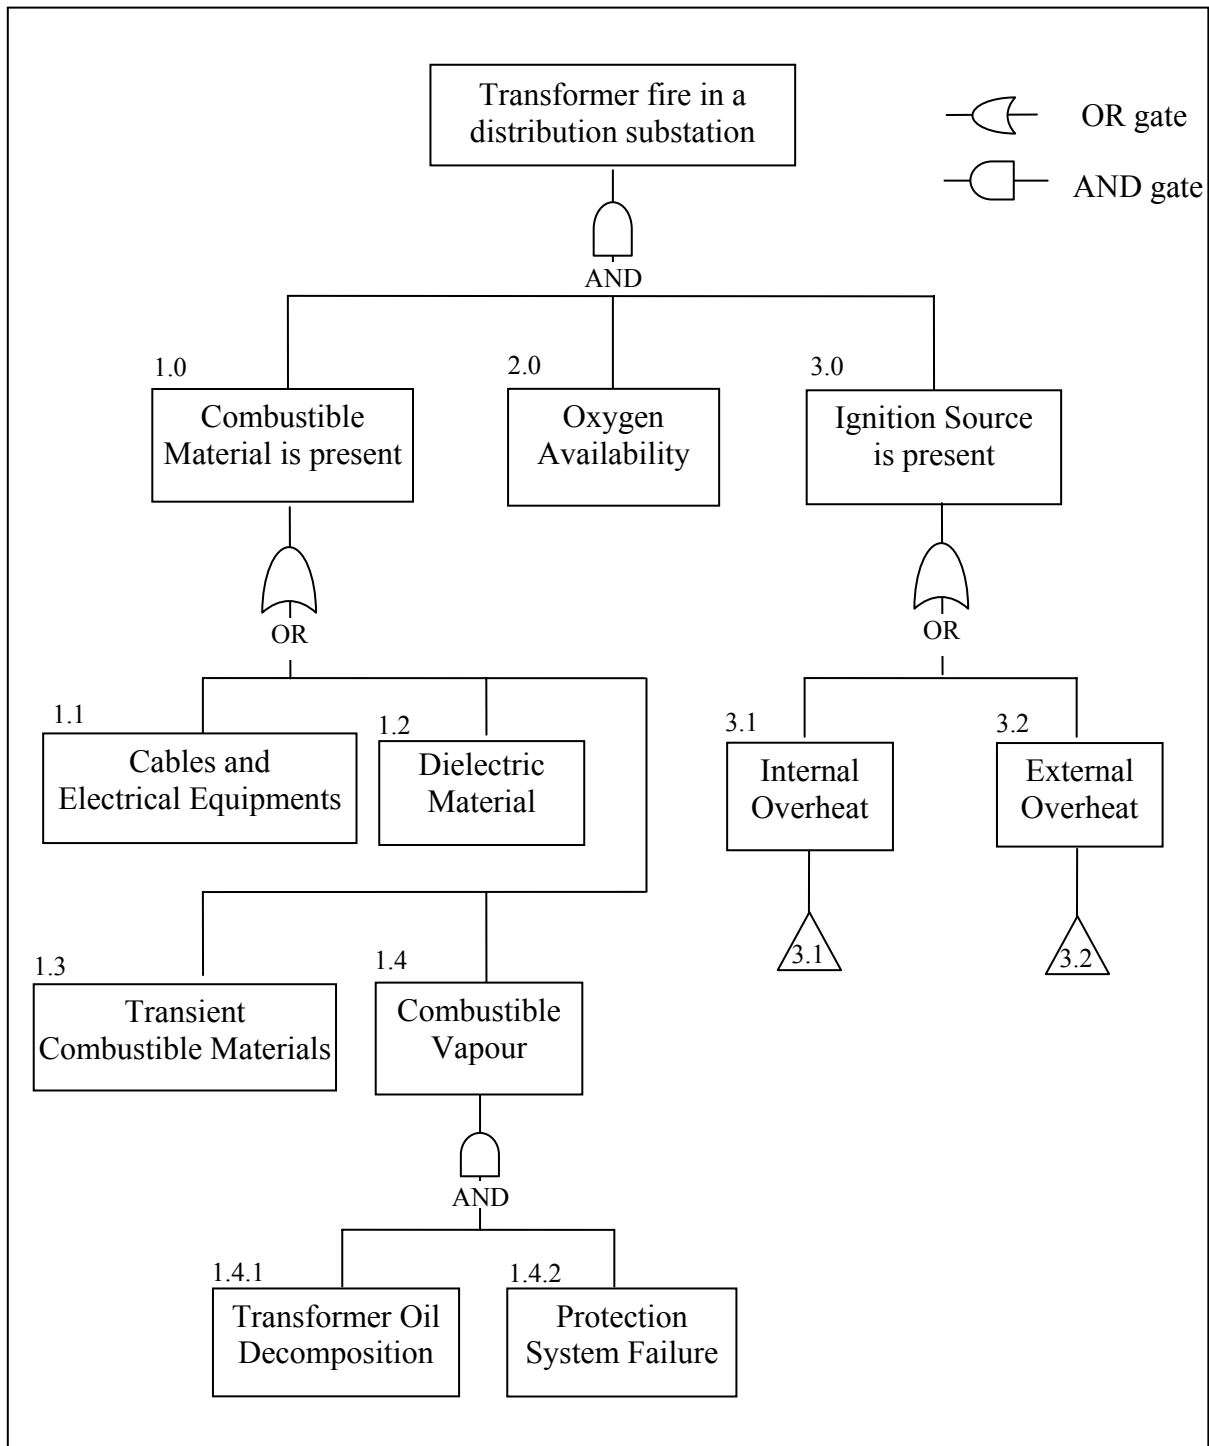 Transformer fire in a
distribution substation
OR gate
AND gate
AND
1.0
Combustible
Material is present
2.0
Oxygen
Availability
3.0
Ignition Source
is present
OR
OR
1.1
Cables and
Electrical Equipments
1.2
Dielectric
Material
3.1
Internal
Overheat
3.2
External
Overheat
3.1
3.2
1.3
Transient
Combustible Materials
1.4
Combustible
Vapour
AND
1.4.1
Transformer Oil
Decomposition
1.4.2
Protection
System Failure